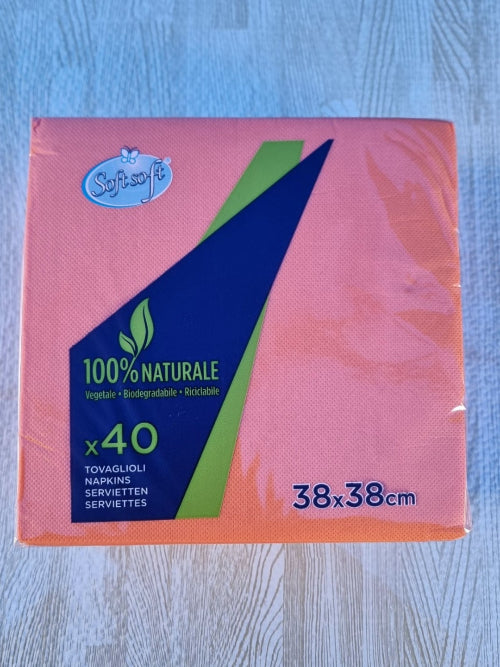 Soft soft®
100% NATURALE
Vegetale • Biodegradabile • Riciclabile
x40
TOVAGLIOLI
NAPKINS
SERVIETTEN
SERVIETTES
38x38cm